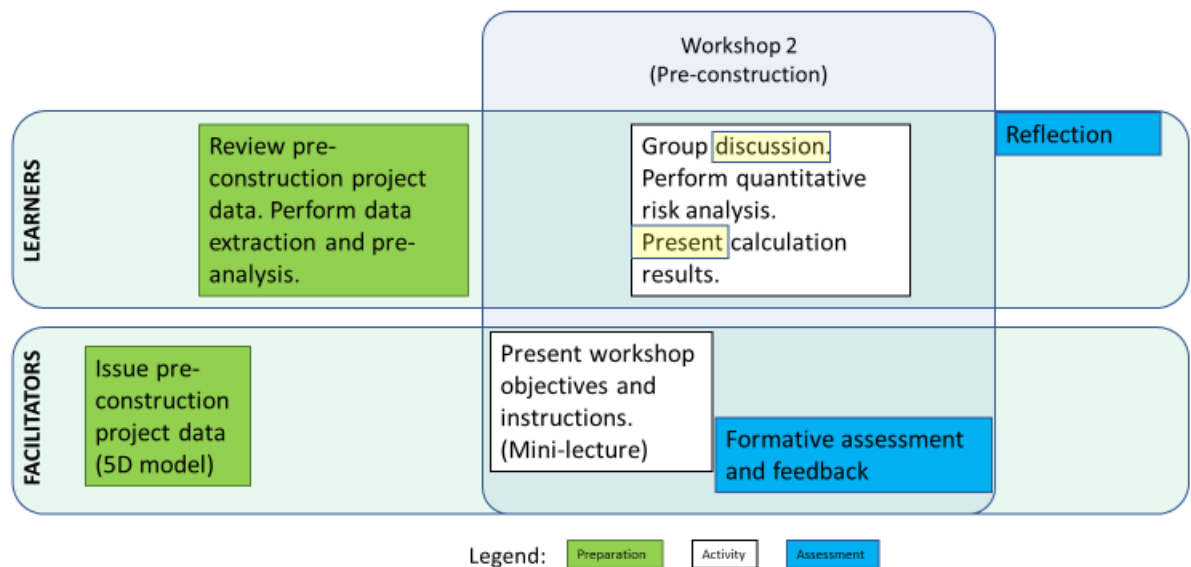 Workshop 2
(Pre-construction)
LEARNERS
Review pre-
construction project
data. Perform data
extraction and pre-
analysis.
Group discussion.
Perform quantitative
risk analysis.
Present calculation
results.
Reflection
FACILITATORS
Issue pre-
construction
project data
(5D model)
Present workshop
objectives and
instructions.
(Mini-lecture)
Formative assessment
and feedback
Legend: Preparation Activity Assessment